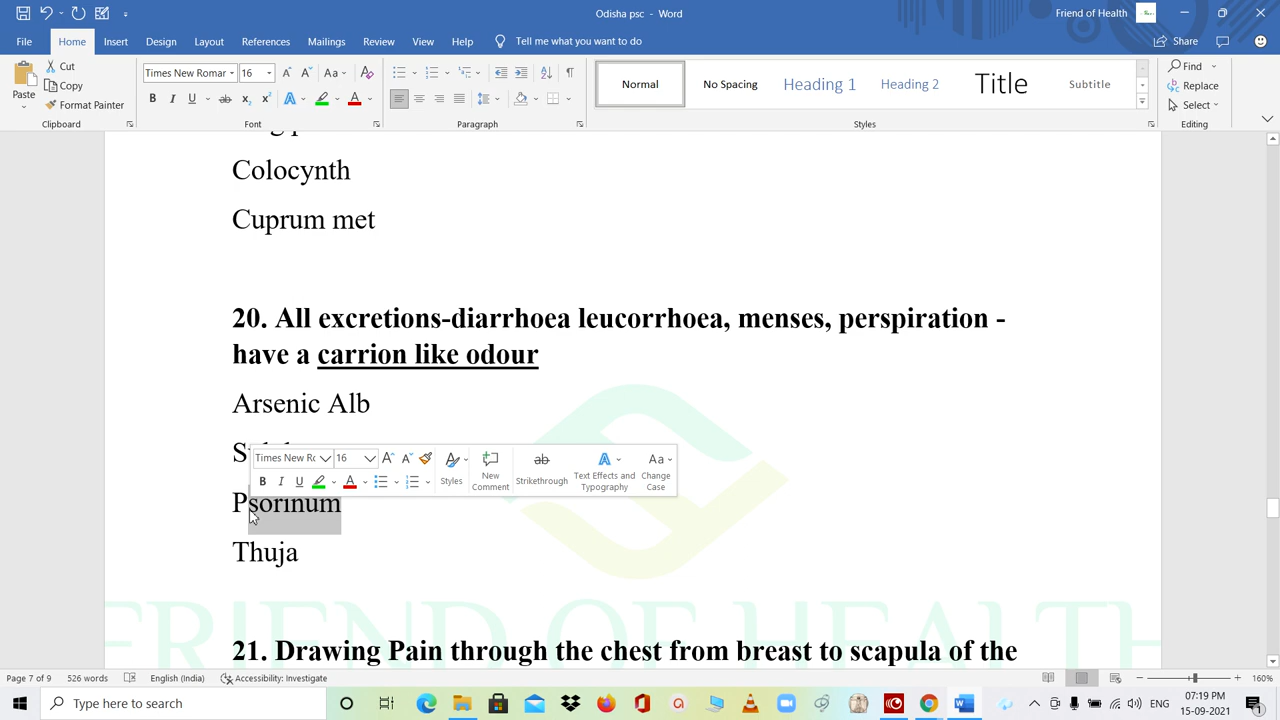 Odisha psc - Word
Friend of Health
File Home Insert Design Layout References Mailings Review View Help Tell me what you want to do
Share
Paste
Cut
Copy
Format Painter
Clipboard
Times New Romar 16
Font
Paragraph
Normal
No Spacing
Heading 1
Heading 2
Title
Subtitle
Styles
Find
Replace
Select
Editing
Colocynth
Cuprum met
20. All excretions-diarrhoea leucorrhoea, menses, perspiration -
have a carrion like odour
Arsenic Alb
Times New Ro 16
Styles
New
Comment
Strikethrough
Text Effects and
Typography
Change
Case
Psorinum
Thuja
FRIEND OF HEALTH
21. Drawing Pain through the chest from breast to scapula of the
Page 7 of 9 526 words English (India) Accessibility: Investigate 160%
Type here to search
ENG
07:19 PM
15-09-2021